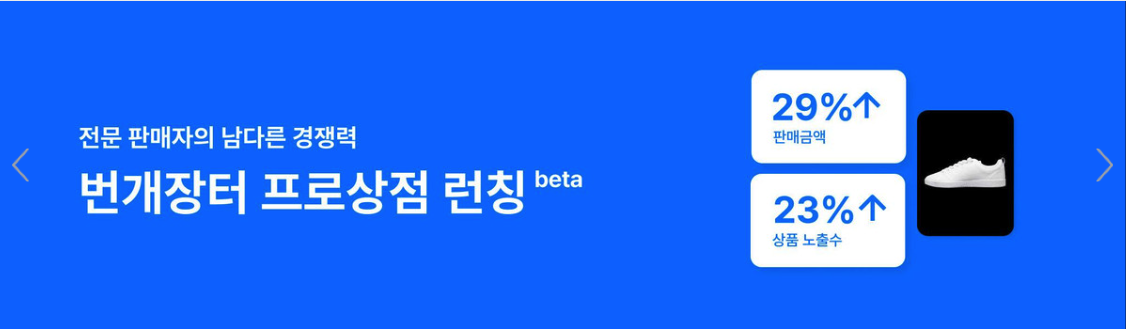 전문 판매자의 남다른 경쟁력
번개장터 프로상점 런칭 beta
29%↑
판매금액
23%↑
상품 노출수